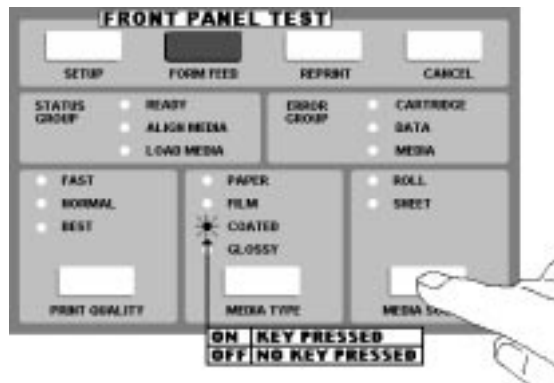 FRONT PANEL TEST
SETUP
FORM FEED
REPRINT
CANCEL
STATUS GROUP
READY
ALIGN MEDIA
LOAD MEDIA
ERROR GROUP
CARTRIDGE
DATA
MEDIA
FAST
NORMAL
BEST
PRINT QUALITY
PAPER
FILM
COATED
GLOSSY
MEDIA TYPE
ROLL
SHEET
MEDIA
ON KEY PRESSED
OFF NO KEY PRESSED